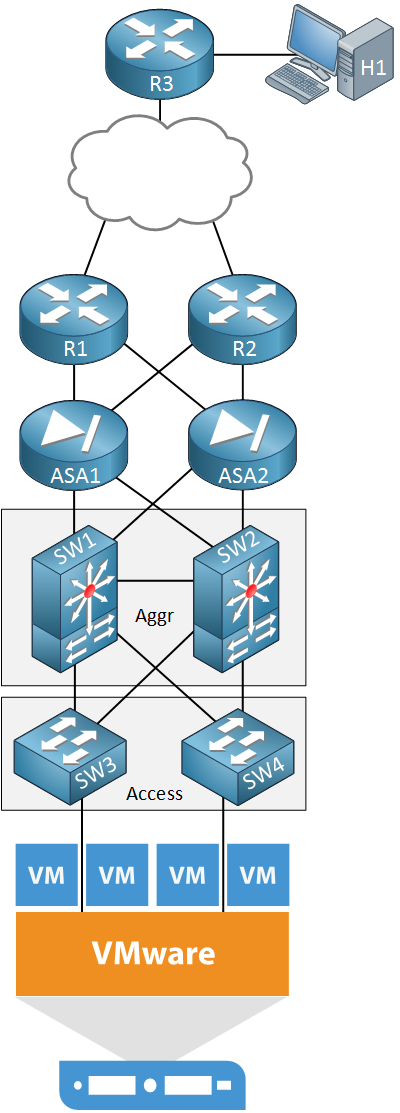 R3
H1
R1
R2
ASA1
ASA2
SW1
SW2
Aggr
SW3
SW4
Access
VM
VM
VM
VM
VMware